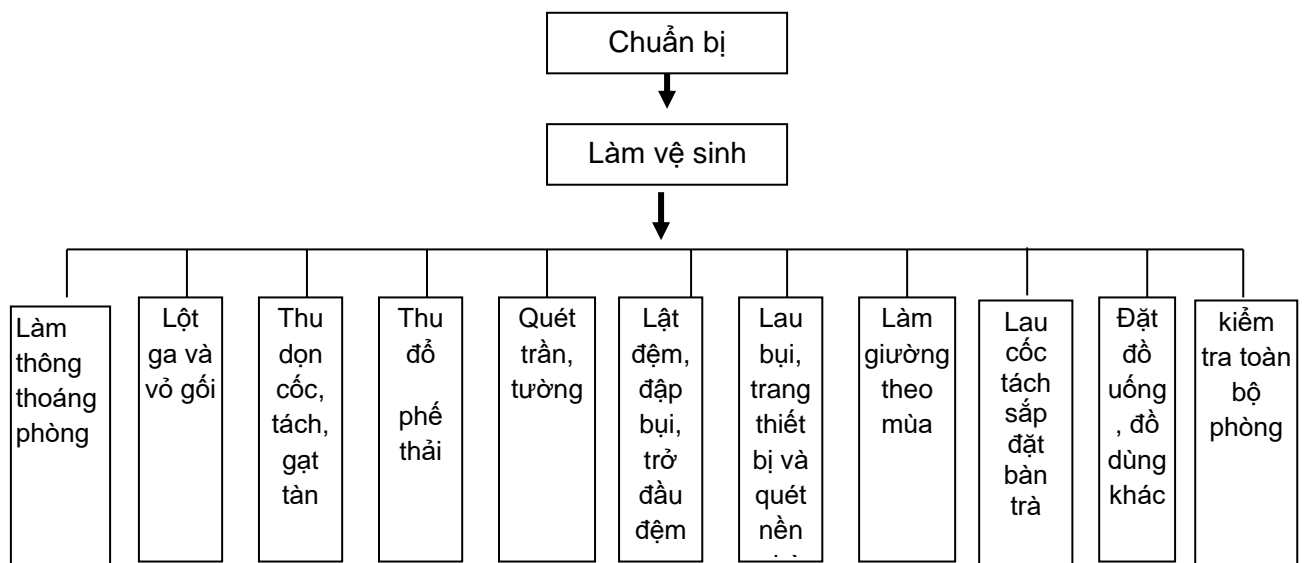 Chuẩn bị
Làm vệ sinh
Làm
thông
thoáng
phòng
Lột
ga và
vỏ gối
Thu
dọn
cốc,
tách,
gạt
tàn
Thu
đổ
phế
thải
Quét
trần,
tường
Lật
đệm,
đập
bụi,
trở
đầu
đệm
Lau
bụi,
trang
thiết
bị và
quét
nền
Làm
giường
theo
mùa
Lau
cốc
tách
sắp
đặt
bàn
trà
Đặt
đồ
uống
, đồ
dùng
khác
kiểm
tra toàn
bộ
phòng